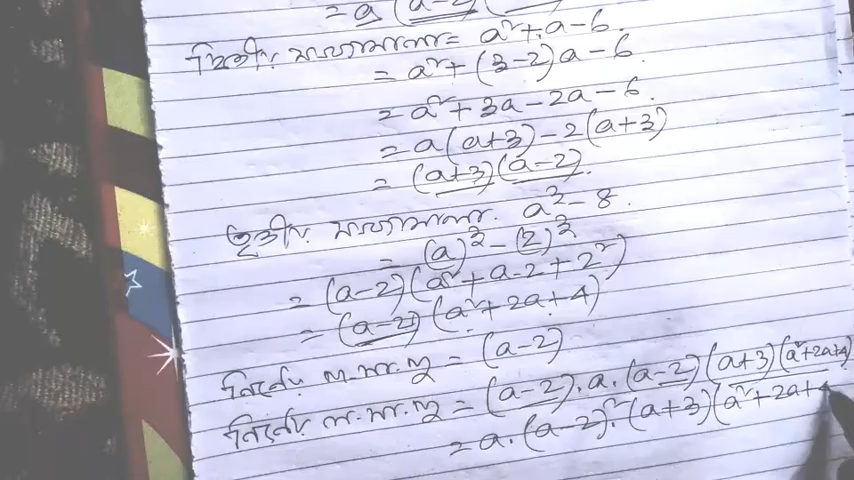 = a (a-2)
দ্বিতীয় সংখ্যামালা = a² + a - 6.
= a² + (3-2)a - 6
= a² + 3a - 2a - 6.
= a(a+3) - 2(a+3)
= (a+3)(a-2).
তৃতীয় সংখ্যামালা. a³ - 8.
= (a)³ - (2)³
= (a-2)(a² + a·2 + 2²)
= (a-2)(a² + 2a + 4)
নির্ণেয় গ.সা.গু = (a-2)
নির্ণেয় ল.সা.গু = (a-2). a. (a-2)(a+3)(a²+2a+4)
= a. (a-2)². (a+3)(a² + 2a + 4